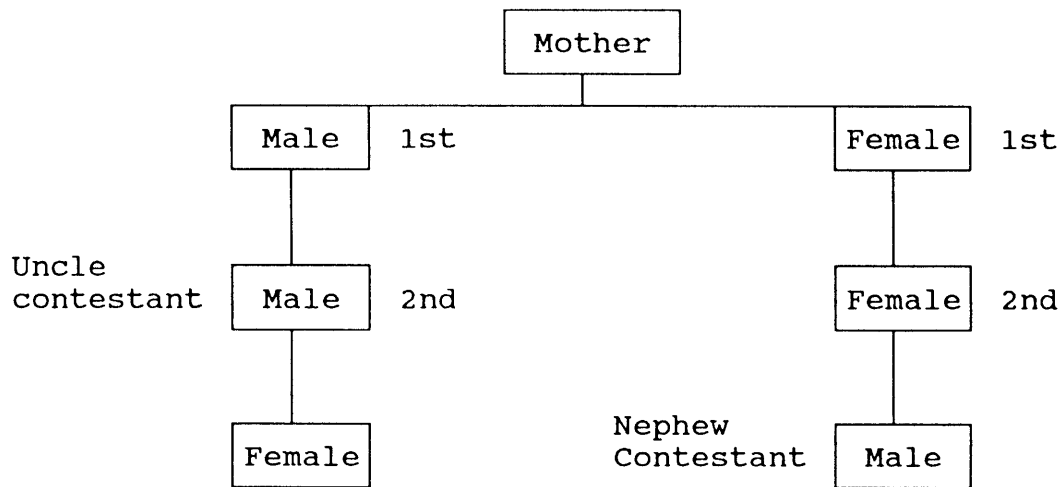 Mother
Male 1st
Female 1st
Uncle
contestant
Male 2nd
Female 2nd
Female
Nephew
Contestant
Male